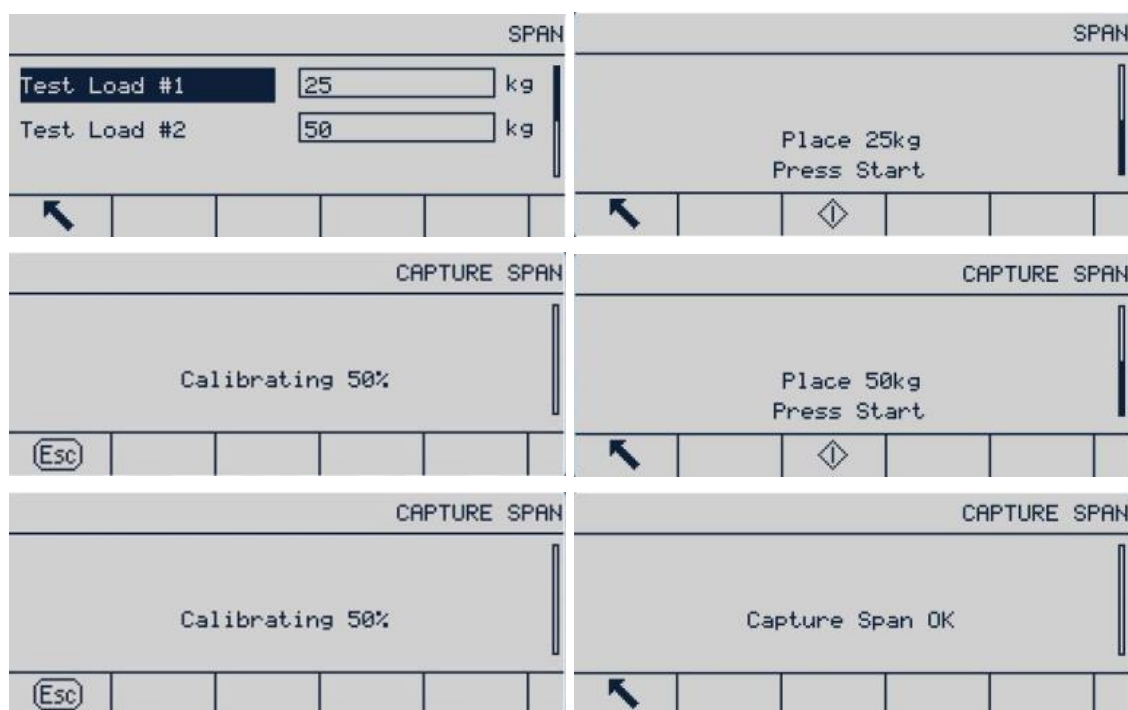 SPAN
Test Load #1 25 kg
Test Load #2 50 kg
SPAN
Place 25kg
Press Start
CAPTURE SPAN
Calibrating 50%
Esc
CAPTURE SPAN
Place 50kg
Press Start
CAPTURE SPAN
Calibrating 50%
Esc
CAPTURE SPAN
Capture Span OK